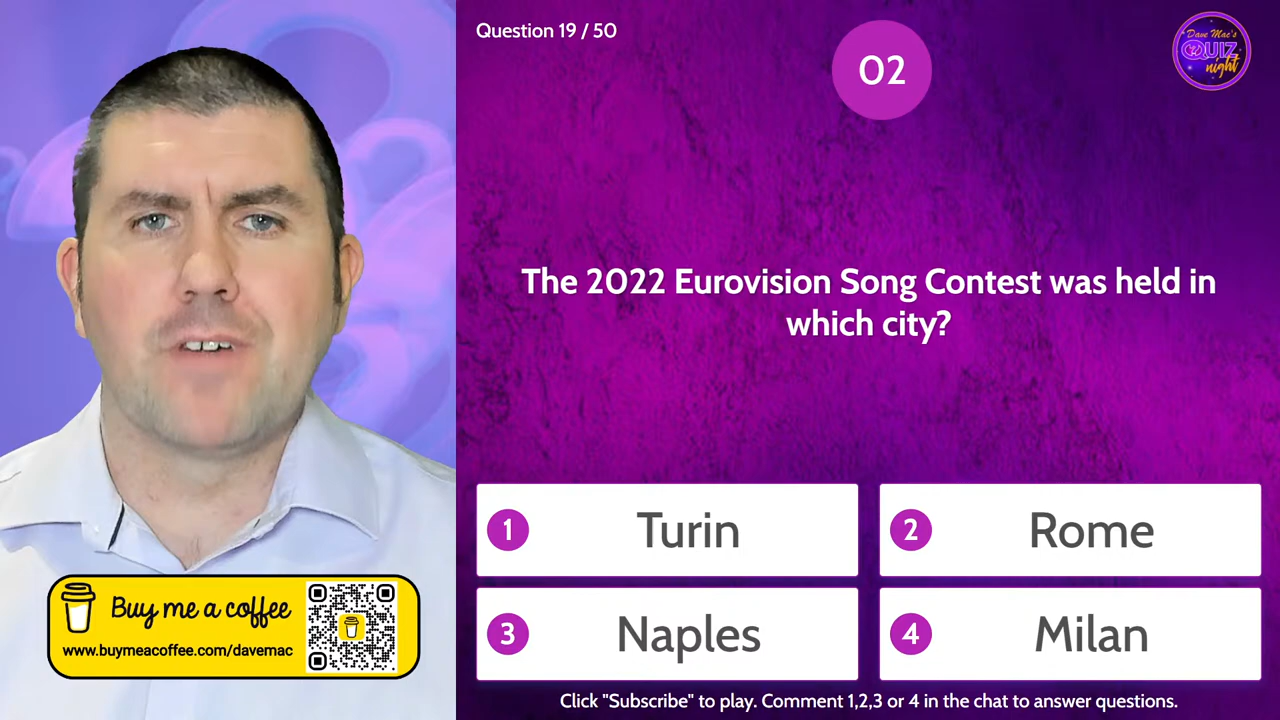 Question 19 / 50
02
Dave Mac's
QUIZ
night
The 2022 Eurovision Song Contest was held in
which city?
1 Turin
2 Rome
3 Naples
4 Milan
Buy me a coffee
www.buymeacoffee.com/davemac
Click "Subscribe" to play. Comment 1,2,3 or 4 in the chat to answer questions.